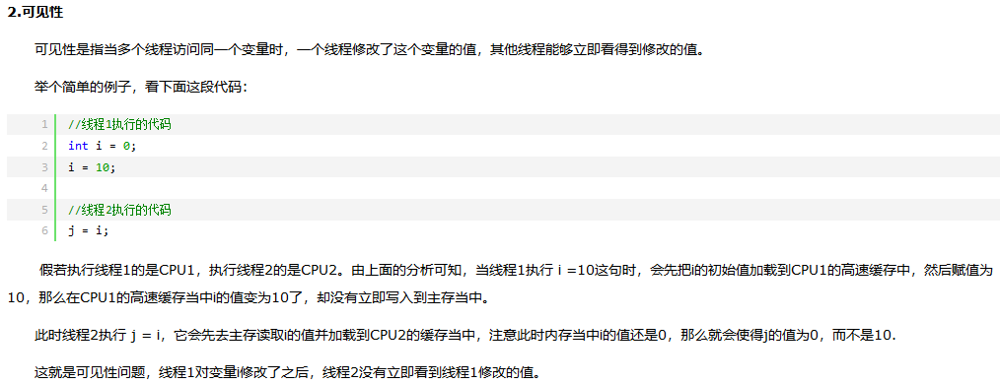 2.可见性
可见性是指当多个线程访问同一个变量时，一个线程修改了这个变量的值，其他线程能够立即看得到修改的值。
举个简单的例子，看下面这段代码：
1 //线程1执行的代码
2 int i = 0;
3 i = 10;
4
5 //线程2执行的代码
6 j = i;
假若执行线程1的是CPU1，执行线程2的是CPU2。由上面的分析可知，当线程1执行 i =10这句时，会先把i的初始值加载到CPU1的高速缓存中，然后赋值为
10，那么在CPU1的高速缓存当中i的值变为10了，却没有立即写入到主存当中。
此时线程2执行 j = i，它会先去主存读取i的值并加载到CPU2的缓存当中，注意此时内存当中i的值还是0，那么就会使得j的值为0，而不是10.
这就是可见性问题，线程1对变量i修改了之后，线程2没有立即看到线程1修改的值。